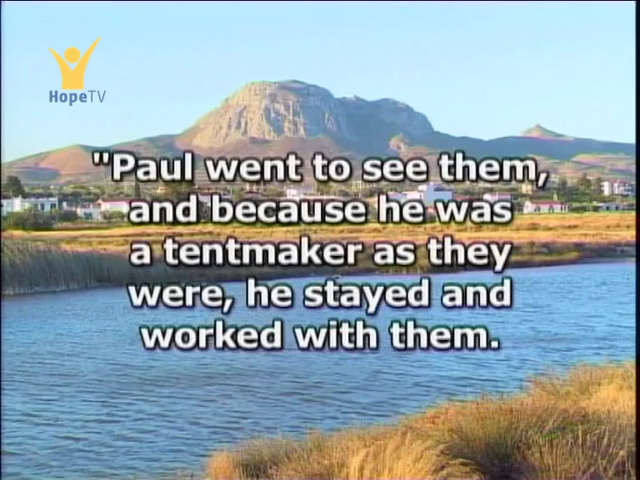 HopeTV
"Paul went to see them,
and because he was
a tentmaker as they
were, he stayed and
worked with them.